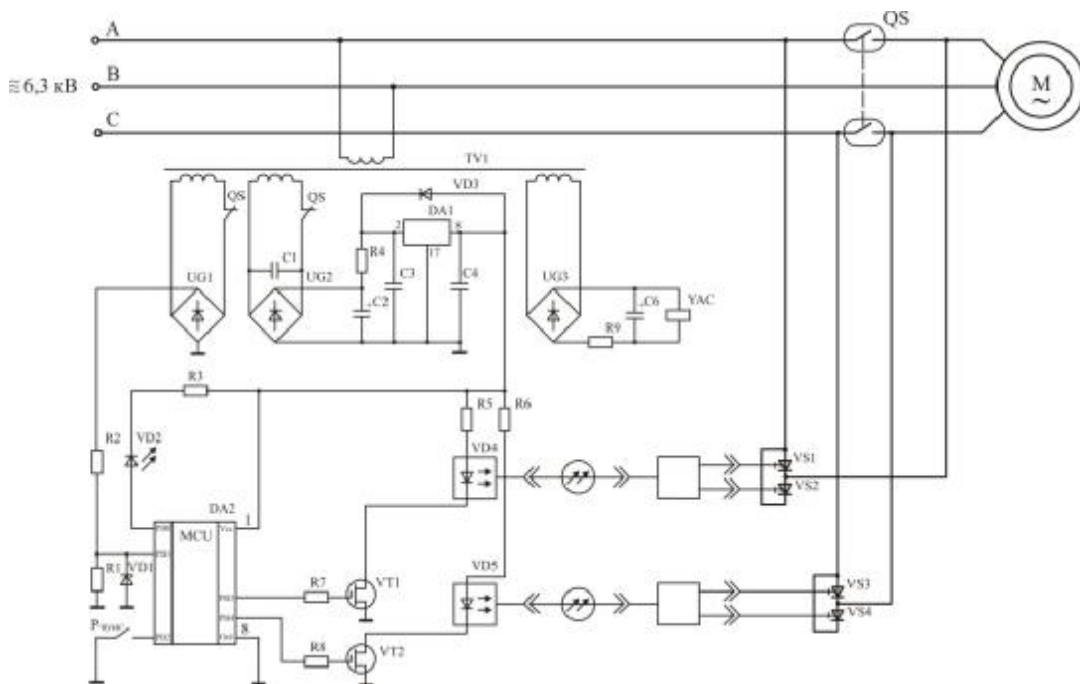 A
QS
B
≈ 6,3 кВ
M
~
C
TV1
QS
QS
VD3
DA1
2
8
17
R4
C1
C3
C4
UG1
UG2
UG3
C2
C6
YAC
R9
R3
R5
R6
R2
VD2
VD4
VS1
VS2
DA2
1
MCU
Vcc
R1
VD1
VD5
R7
VT1
VS3
VS4
8
R8
VT2